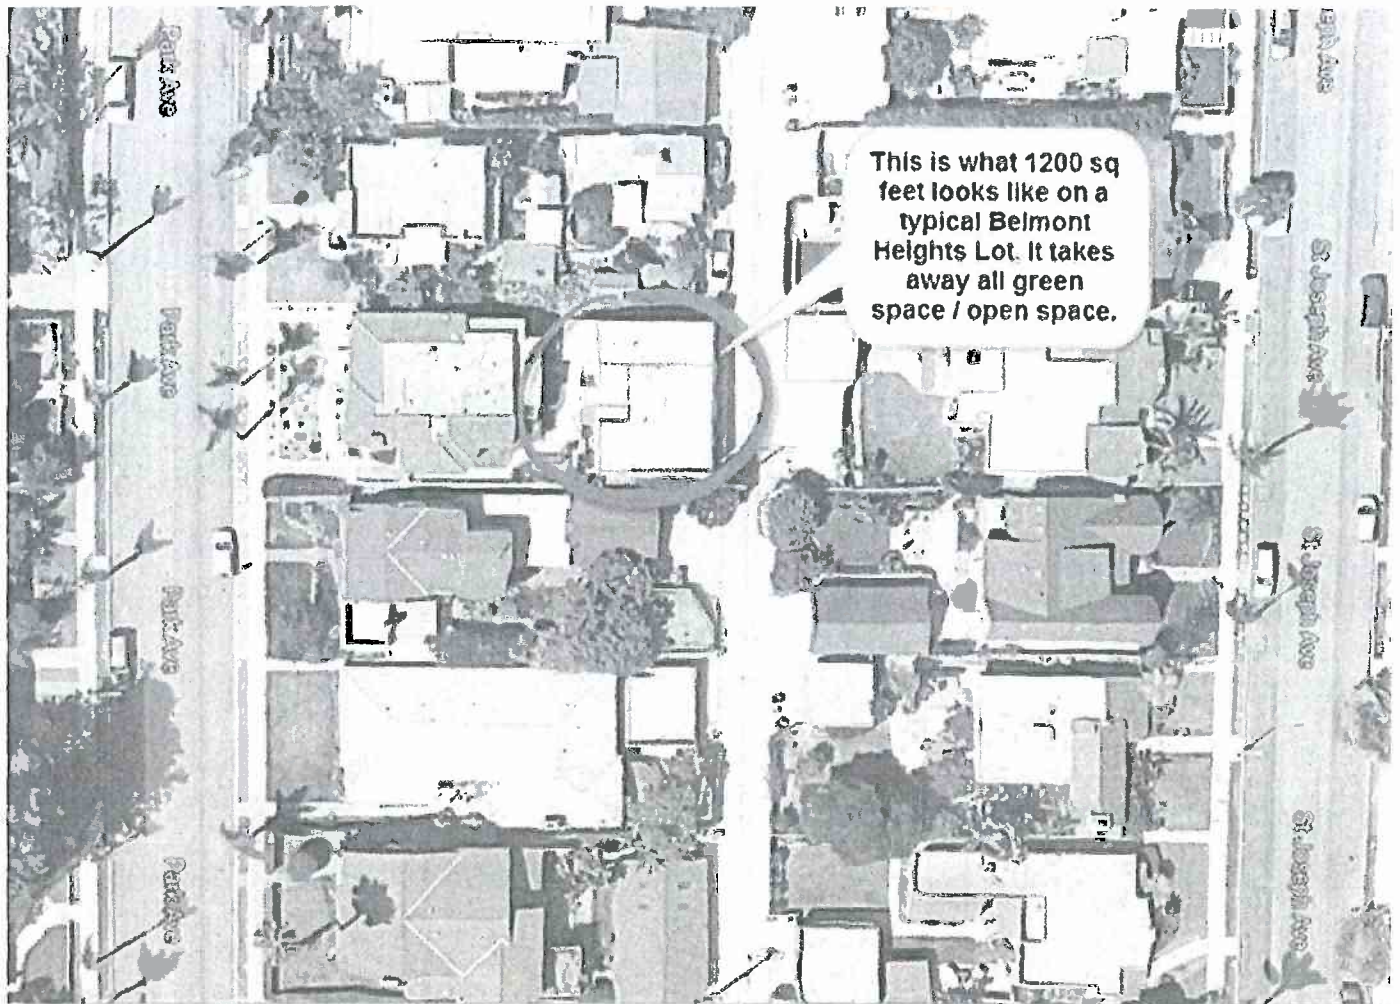 Park Ave
eph Ave
This is what 1200 sq
feet looks like on a
typical Belmont
Heights Lot. It takes
away all green
space / open space.
St Joseph Ave
Park Ave
St Joseph Ave
Park Ave
St Joseph Ave
Park Ave